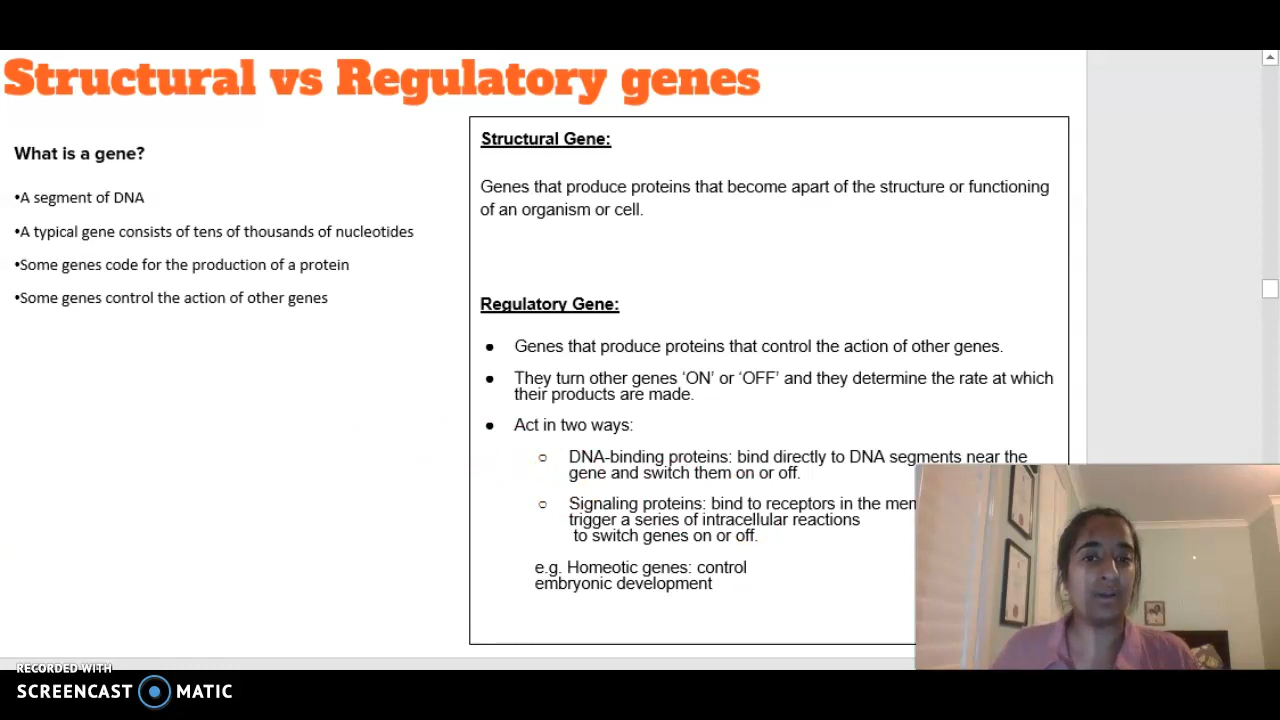 Structural vs Regulatory genes
What is a gene?
•A segment of DNA
•A typical gene consists of tens of thousands of nucleotides
•Some genes code for the production of a protein
•Some genes control the action of other genes
Structural Gene:
Genes that produce proteins that become apart of the structure or functioning
of an organism or cell.
Regulatory Gene:
● Genes that produce proteins that control the action of other genes.
● They turn other genes ‘ON’ or ‘OFF’ and they determine the rate at which
their products are made.
● Act in two ways:
○ DNA-binding proteins: bind directly to DNA segments near the
gene and switch them on or off.
○ Signaling proteins: bind to receptors in the
trigger a series of intracellular reactions
to switch genes on or off.
e.g. Homeotic genes: control
embryonic development
RECORDED WITH
SCREENCAST MATIC